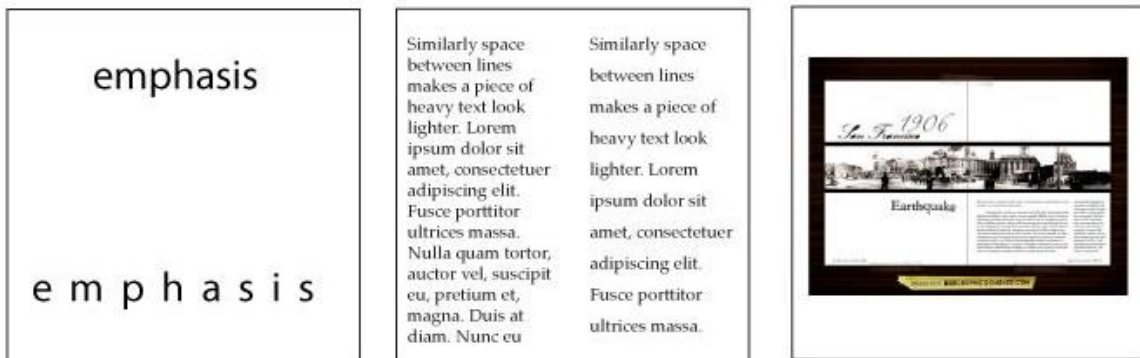 emphasis
e m p h a s i s
Similarly space
between lines
makes a piece of
heavy text look
lighter. Lorem
ipsum dolor sit
amet, consectetuer
adipiscing elit.
Fusce porttitor
ultrices massa.
Nulla quam tortor,
auctor vel, suscipit
eu, pretium et,
magna. Duis at
diam. Nunc eu
Similarly space
between lines
makes a piece of
heavy text look
lighter. Lorem
ipsum dolor sit
amet, consectetuer
adipiscing elit.
Fusce porttitor
ultrices massa.
San Francisco 1906
Earthquake